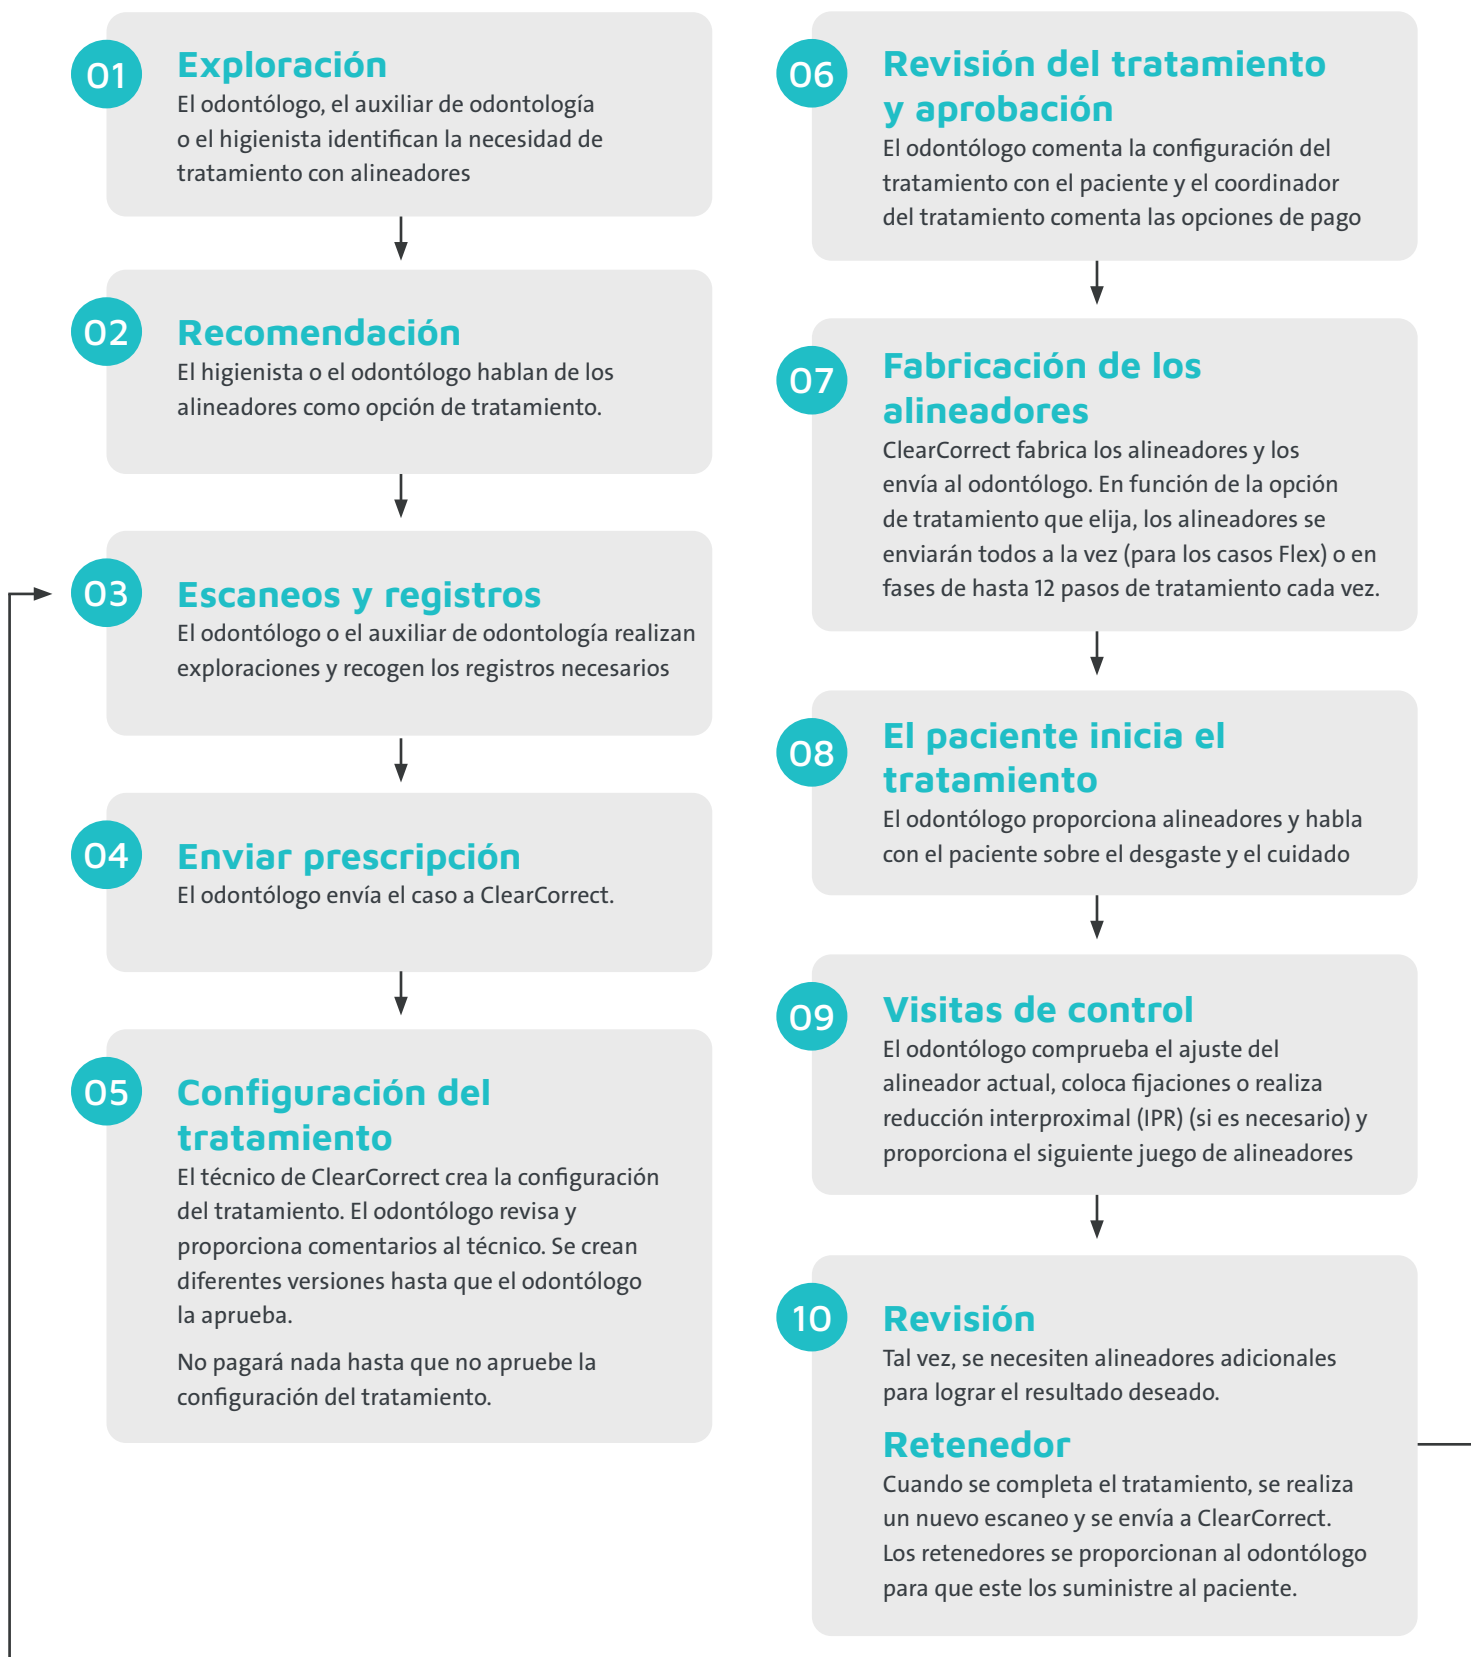 01
Exploración
El odontólogo, el auxiliar de odontología
o el higienista identifican la necesidad de
tratamiento con alineadores
02
Recomendación
El higienista o el odontólogo hablan de los
alineadores como opción de tratamiento.
03
Escaneos y registros
El odontólogo o el auxiliar de odontología realizan
exploraciones y recogen los registros necesarios
04
Enviar prescripción
El odontólogo envía el caso a ClearCorrect.
05
Configuración del
tratamiento
El técnico de ClearCorrect crea la configuración
del tratamiento. El odontólogo revisa y
proporciona comentarios al técnico. Se crean
diferentes versiones hasta que el odontólogo
la aprueba.
No pagará nada hasta que no apruebe la
configuración del tratamiento.
06
Revisión del tratamiento
y aprobación
El odontólogo comenta la configuración del
tratamiento con el paciente y el coordinador
del tratamiento comenta las opciones de pago
07
Fabricación de los
alineadores
ClearCorrect fabrica los alineadores y los
envía al odontólogo. En función de la opción
de tratamiento que elija, los alineadores se
enviarán todos a la vez (para los casos Flex) o en
fases de hasta 12 pasos de tratamiento cada vez.
08
El paciente inicia el
tratamiento
El odontólogo proporciona alineadores y habla
con el paciente sobre el desgaste y el cuidado
09
Visitas de control
El odontólogo comprueba el ajuste del
alineador actual, coloca fijaciones o realiza
reducción interproximal (IPR) (si es necesario) y
proporciona el siguiente juego de alineadores
10
Revisión
Tal vez, se necesiten alineadores adicionales
para lograr el resultado deseado.
Retenedor
Cuando se completa el tratamiento, se realiza
un nuevo escaneo y se envía a ClearCorrect.
Los retenedores se proporcionan al odontólogo
para que este los suministre al paciente.